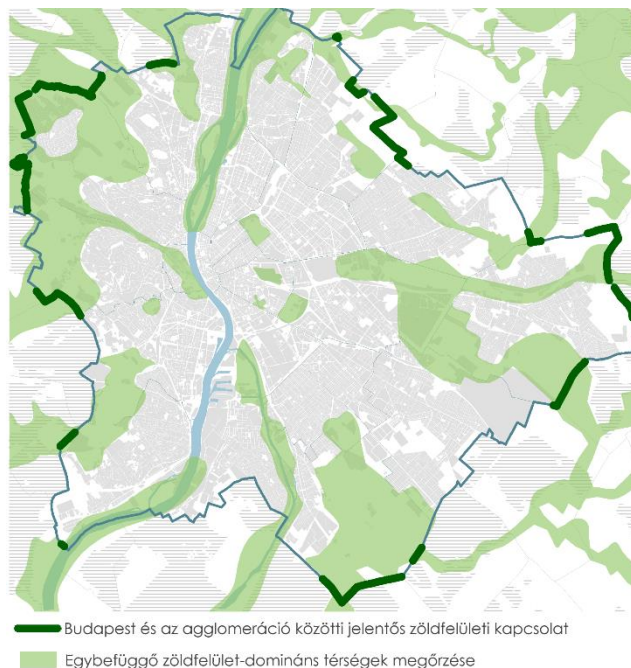 Budapest és az agglomeráció közötti jelentős zöldfelületi kapcsolat
Egybefüggő zöldfelület-domináns térségek megőrzése